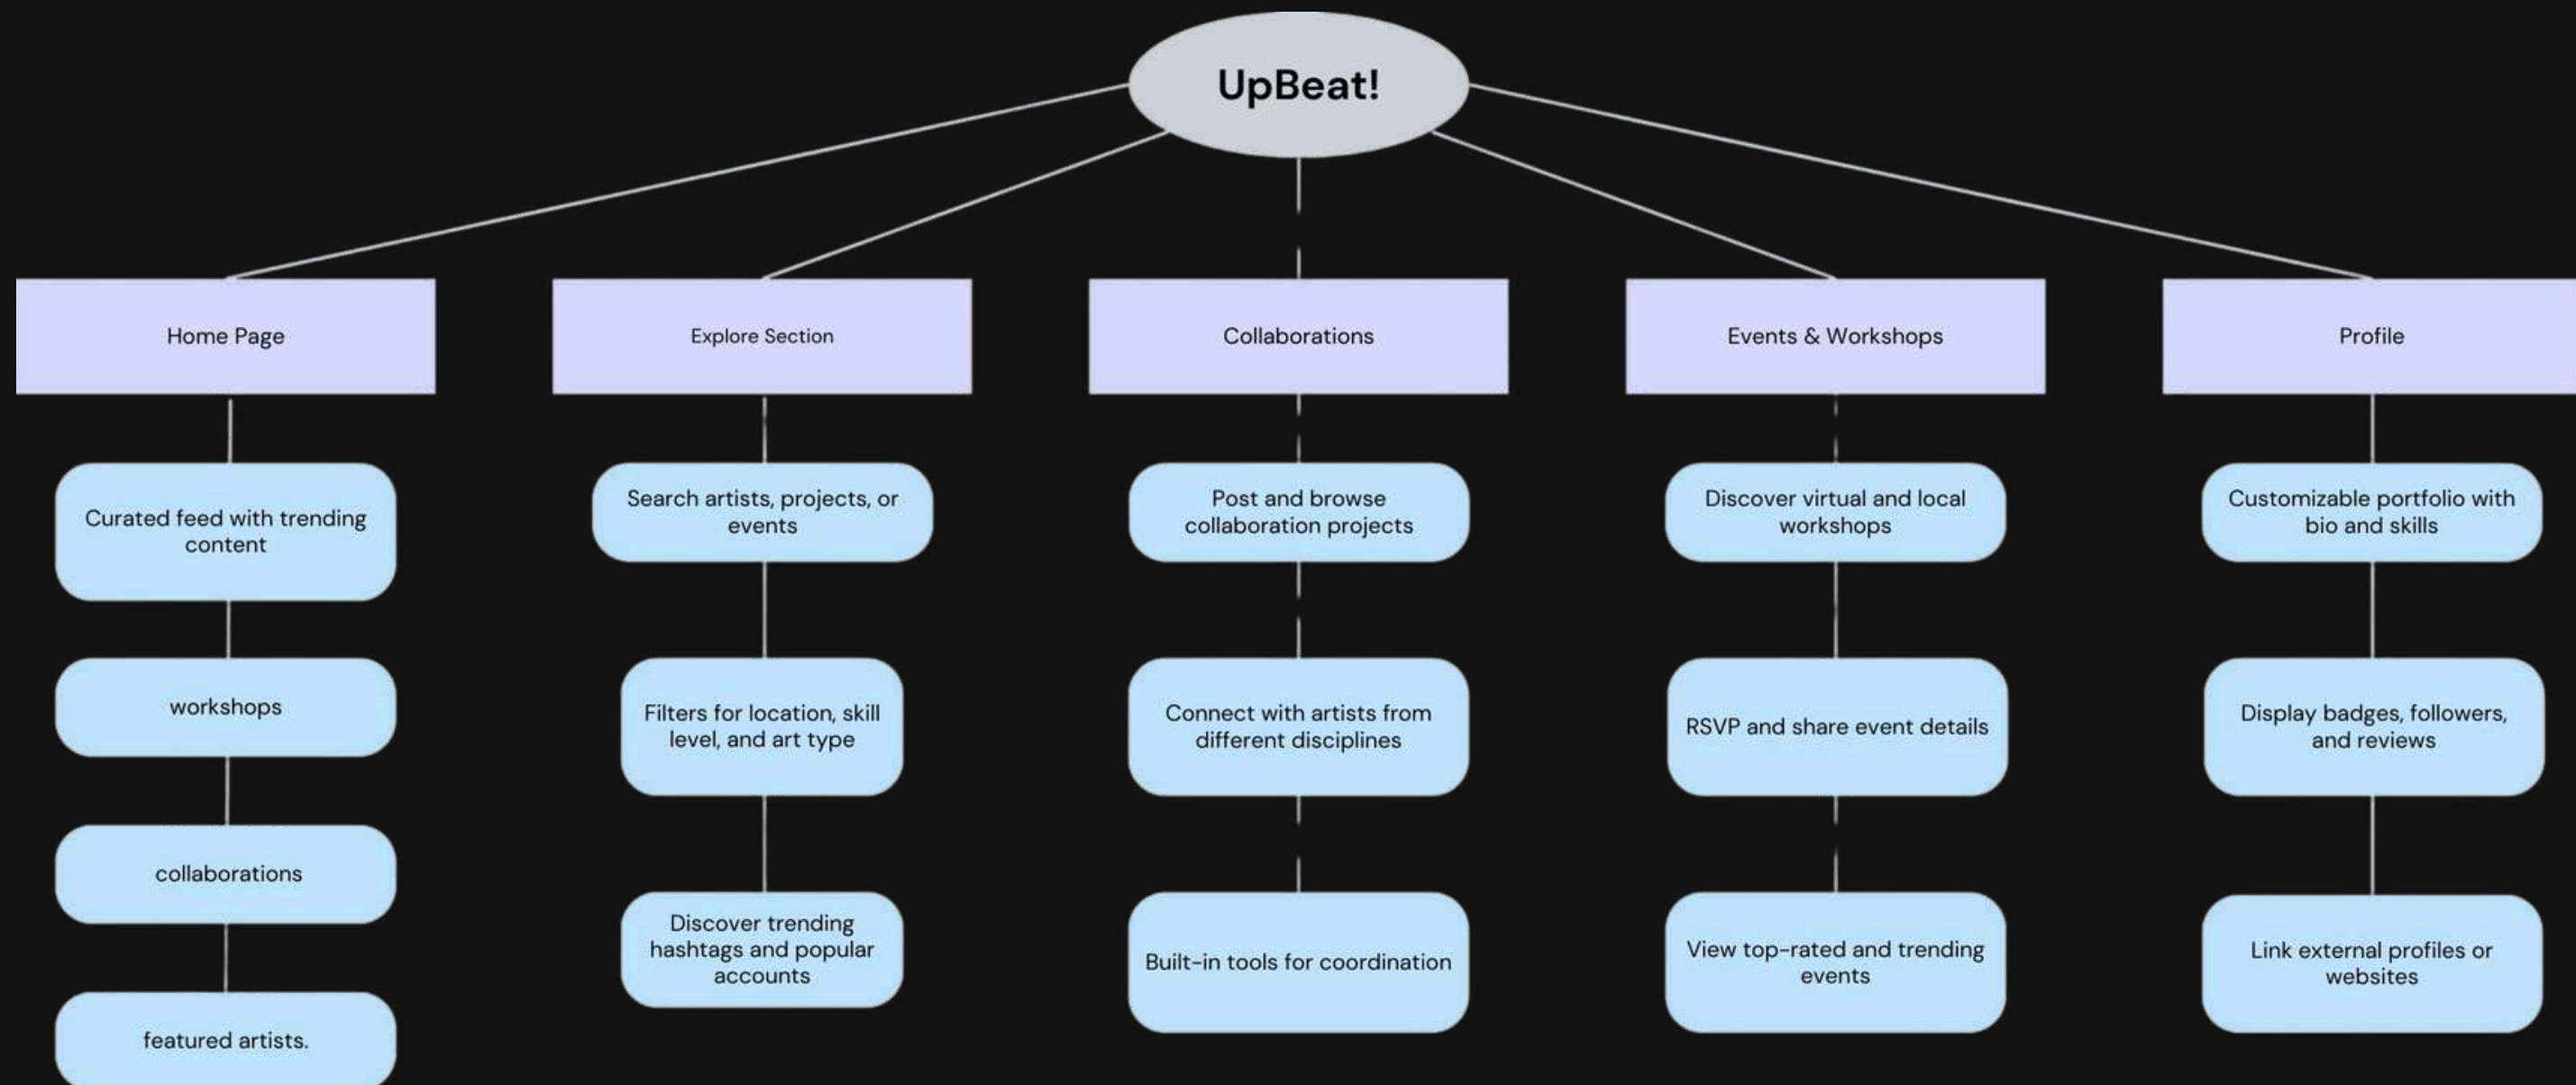 UpBeat!
Home Page
Explore Section
Collaborations
Events & Workshops
Profile
Curated feed with trending
content
workshops
collaborations
featured artists.
Search artists, projects, or
events
Filters for location, skill
level, and art type
Discover trending
hashtags and popular
accounts
Post and browse
collaboration projects
Connect with artists from
different disciplines
Built-in tools for coordination
Discover virtual and local
workshops
RSVP and share event details
View top-rated and trending
events
Customizable portfolio with
bio and skills
Display badges, followers,
and reviews
Link external profiles or
websites